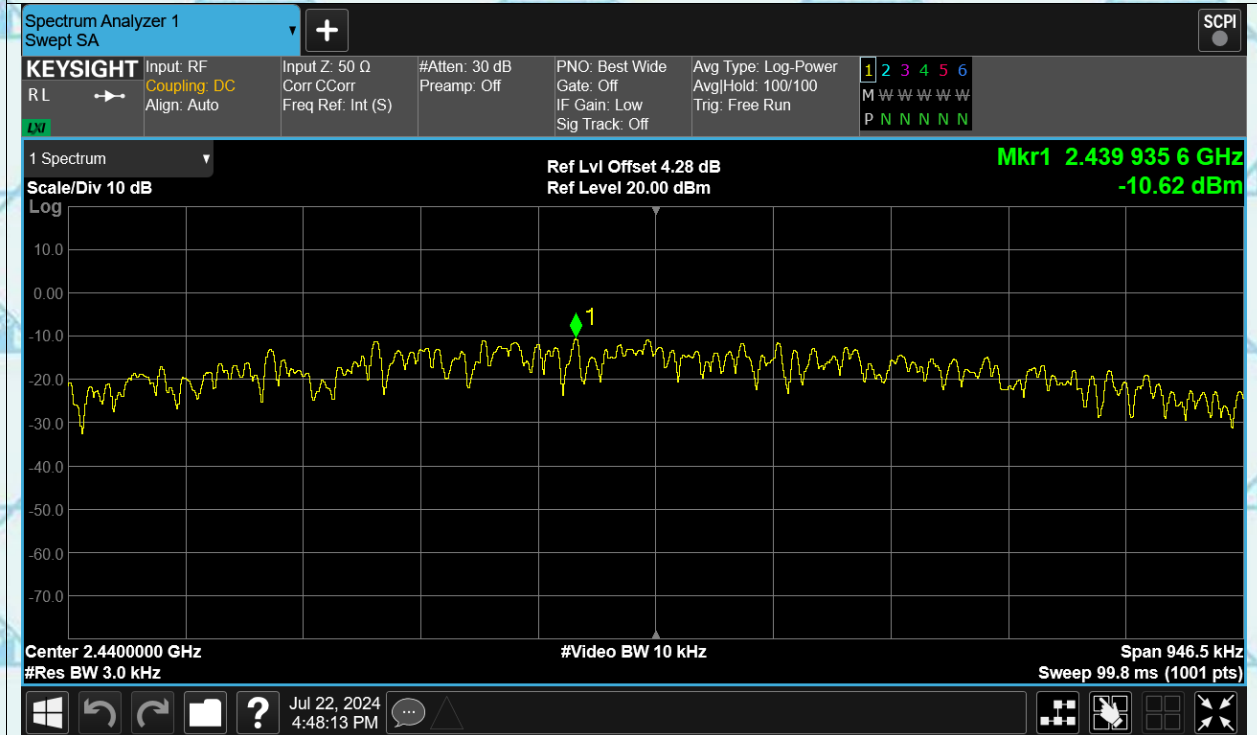 Spectrum Analyzer 1
Swept SA
+
SCPI
KEYSIGHT
R L
LXI
Input: RF
Coupling: DC
Align: Auto
Input Z: 50 Ω
Corr CCorr
Freq Ref: Int (S)
#Atten: 30 dB
Preamp: Off
PNO: Best Wide
Gate: Off
IF Gain: Low
Sig Track: Off
Avg Type: Log-Power
Avg|Hold: 100/100
Trig: Free Run
1 2 3 4 5 6
M W W W W W
P N N N N N
1 Spectrum
Scale/Div 10 dB
Log
Ref Lvl Offset 4.28 dB
Ref Level 20.00 dBm
Mkr1 2.439 935 6 GHz
-10.62 dBm
10.0
0.00
-10.0
-20.0
-30.0
-40.0
-50.0
-60.0
-70.0
1
Center 2.4400000 GHz
#Res BW 3.0 kHz
#Video BW 10 kHz
Span 946.5 kHz
Sweep 99.8 ms (1001 pts)
?
Jul 22, 2024
4:48:13 PM